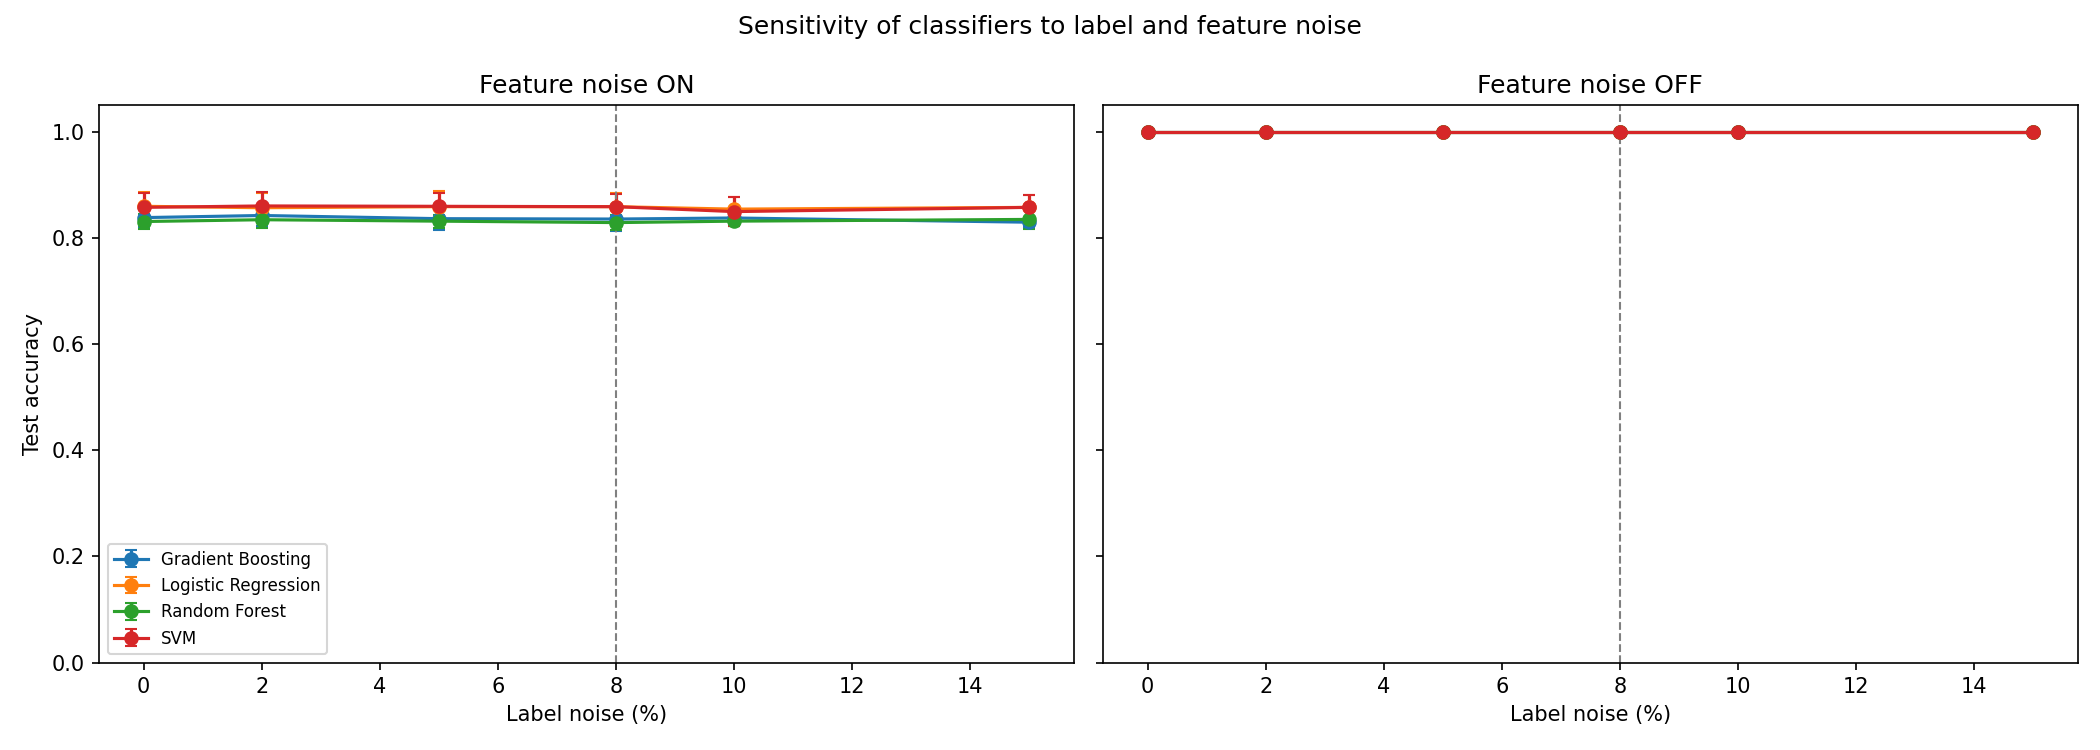 Sensitivity of classifiers to label and feature noise
Feature noise ON
Feature noise OFF
Test accuracy
1.0
0.8
0.6
0.4
0.2
0.0
Gradient Boosting
Logistic Regression
Random Forest
SVM
0 2 4 6 8 10 12 14
Label noise (%)
0 2 4 6 8 10 12 14
Label noise (%)